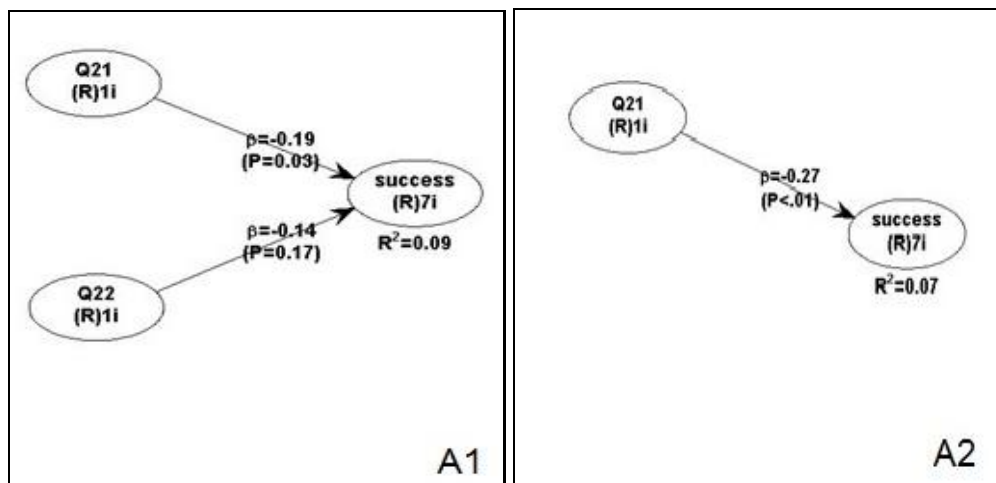 Q21
(R)1i
β=-0.19
(P=0.03)
success
(R)7i
R²=0.09
β=-0.14
(P=0.17)
Q22
(R)1i
A1
Q21
(R)1i
β=-0.27
(P<.01)
success
(R)7i
R²=0.07
A2